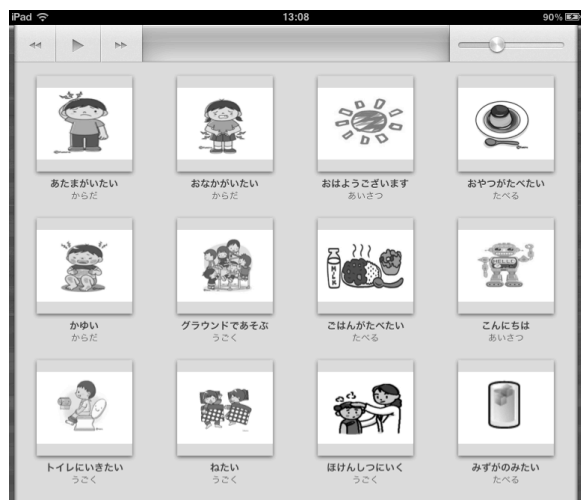 iPad 13:08 90%
あたまがいたい
からだ
おなかがいたい
からだ
おはようございます
あいさつ
おやつがたべたい
たべる
かゆい
からだ
グラウンドであそぶ
うごく
MILK
ごはんがたべたい
たべる
HELLO
こんにちは
あいさつ
トイレにいきたい
うごく
ねたい
うごく
ほけんしつにいく
うごく
みずがのみたい
たべる